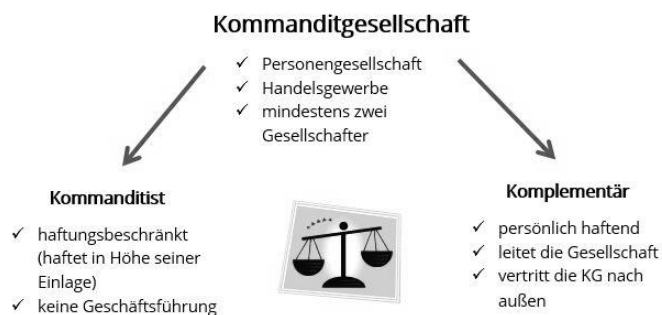 Kommanditgesellschaft
✓ Personengesellschaft
✓ Handelsgewerbe
✓ mindestens zwei
Gesellschafter
Kommanditist
✓ haftungsbeschränkt
(haftet in Höhe seiner
Einlage)
✓ keine Geschäftsführung
Komplementär
✓ persönlich haftend
✓ leitet die Gesellschaft
✓ vertritt die KG nach
außen